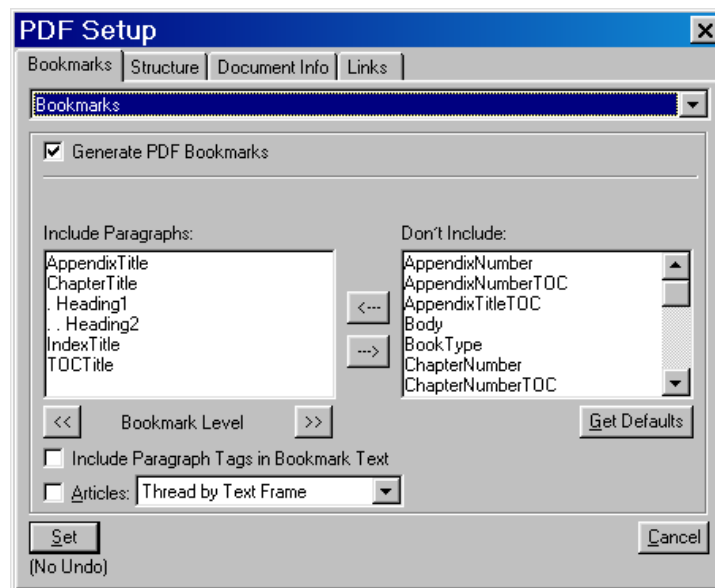 PDF Setup
Bookmarks Structure Document Info Links
Bookmarks
Generate PDF Bookmarks
Include Paragraphs:
AppendixTitle
ChapterTitle
. Heading1
. . Heading2
IndexTitle
TOCTitle
<---
--->
Don't Include:
AppendixNumber
AppendixNumberTOC
AppendixTitleTOC
Body
BookType
ChapterNumber
ChapterNumberTOC
<< Bookmark Level >>
Get Defaults
Include Paragraph Tags in Bookmark Text
Articles: Thread by Text Frame
Set Cancel
(No Undo)